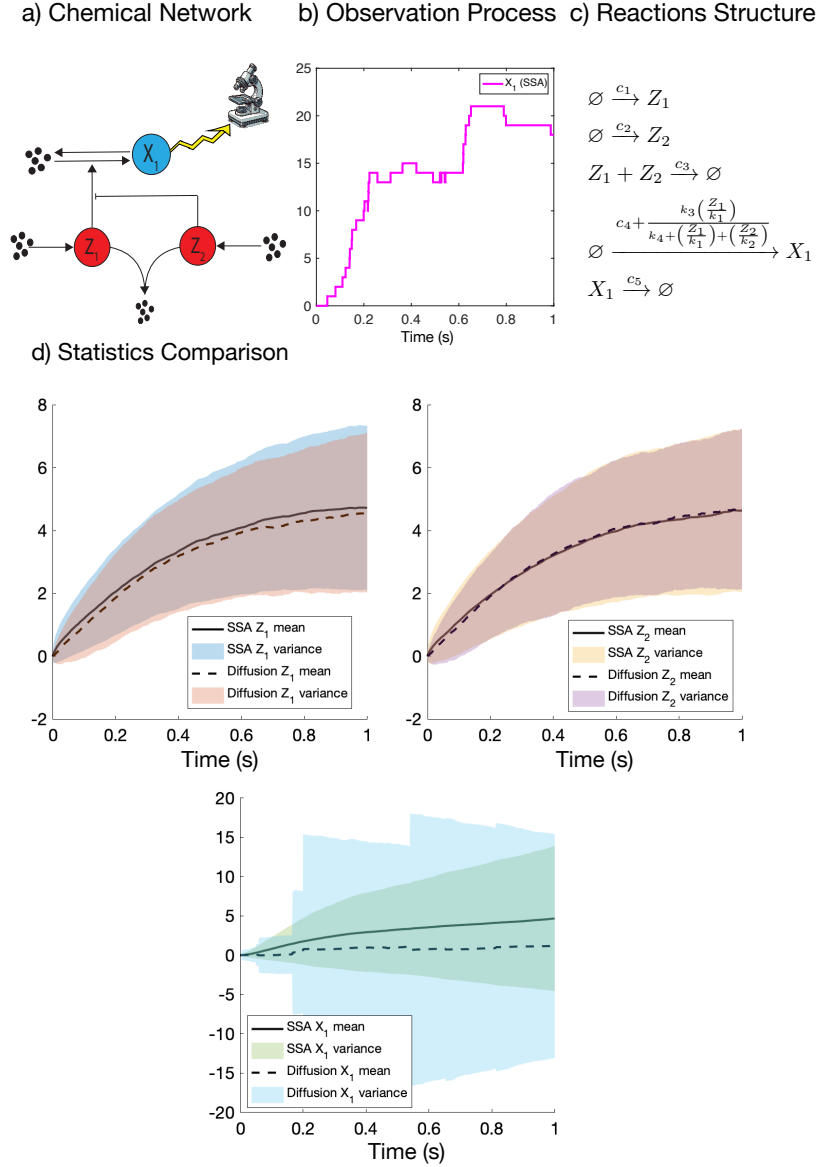 a) Chemical Network
b) Observation Process
c) Reactions Structure
X₁
Z₁
Z₂
25
20
15
10
5
0
X₁ (SSA)
0 0.2 0.4 0.6 0.8 1
Time (s)
∅ —c₁→ Z₁
∅ —c₂→ Z₂
Z₁ + Z₂ —c₃→ ∅
∅ —c₄ + k₃(Z₁/k₁) / (k₄+(Z₁/k₁)+(Z₂/k₂))→ X₁
X₁ —c₅→ ∅
d) Statistics Comparison
8
6
4
2
0
-2
SSA Z₁ mean
SSA Z₁ variance
Diffusion Z₁ mean
Diffusion Z₁ variance
0 0.2 0.4 0.6 0.8 1
Time (s)
8
6
4
2
0
-2
SSA Z₂ mean
SSA Z₂ variance
Diffusion Z₂ mean
Diffusion Z₂ variance
0 0.2 0.4 0.6 0.8 1
Time (s)
20
15
10
5
0
-5
-10
-15
-20
SSA X₁ mean
SSA X₁ variance
Diffusion X₁ mean
Diffusion X₁ variance
0 0.2 0.4 0.6 0.8 1
Time (s)